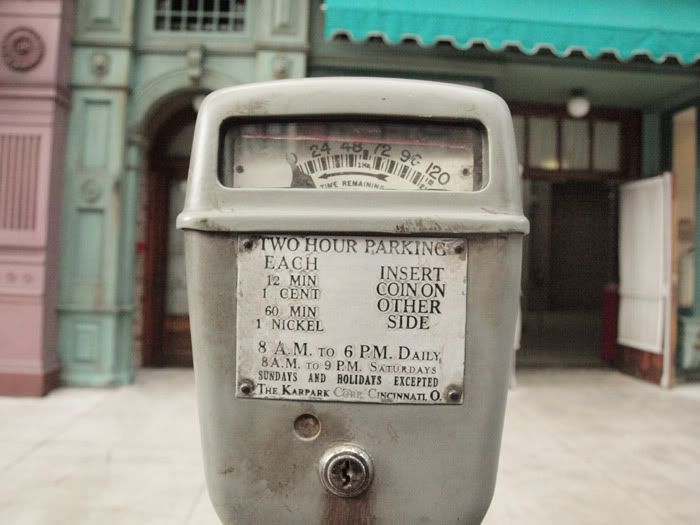 24 48 72 96 120
1HR.
TIME REMAINING
TWO HOUR PARKING
EACH
12 MIN
1 CENT
60 MIN
1 NICKEL
INSERT
COIN ON
OTHER
SIDE
8 A.M. TO 6 P.M. DAILY
8 A.M. TO 9 P.M. SATURDAYS
SUNDAYS AND HOLIDAYS EXCEPTED
THE KARPARK CORP. CINCINNATI, O.